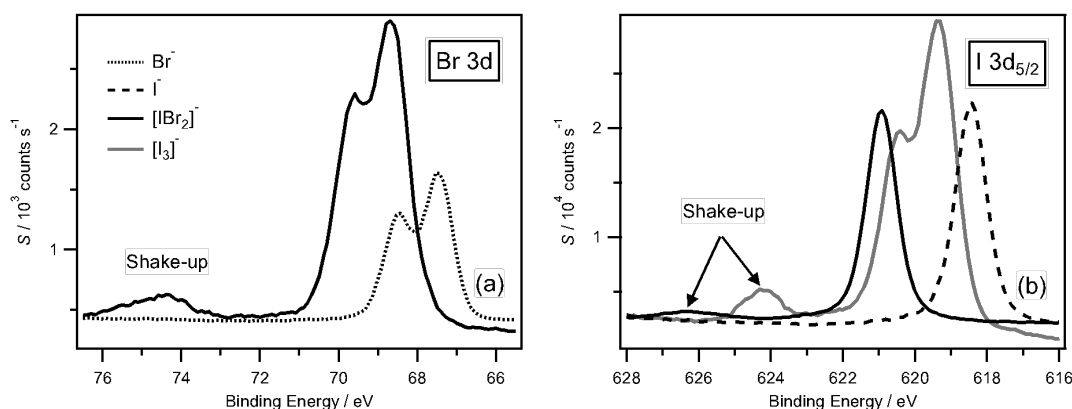 Br 3d
Br⁻
I⁻
[IBr₂]⁻
[I₃]⁻
S / 10³ counts s⁻¹
2
1
Shake-up
(a)
76
74
72
70
68
66
Binding Energy / eV
I 3d₅/₂
S / 10⁴ counts s⁻¹
2
1
Shake-up
(b)
628
626
624
622
620
618
616
Binding Energy / eV